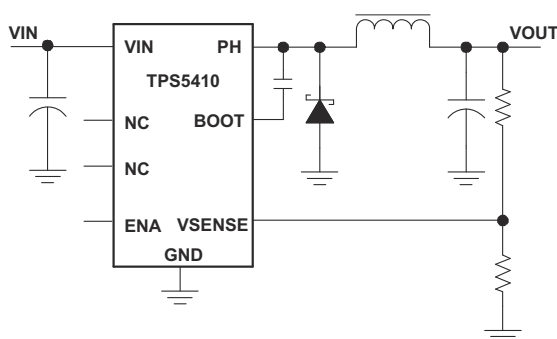 VIN
VOUT
VIN PH
TPS5410
NC BOOT
NC
ENA VSENSE
GND